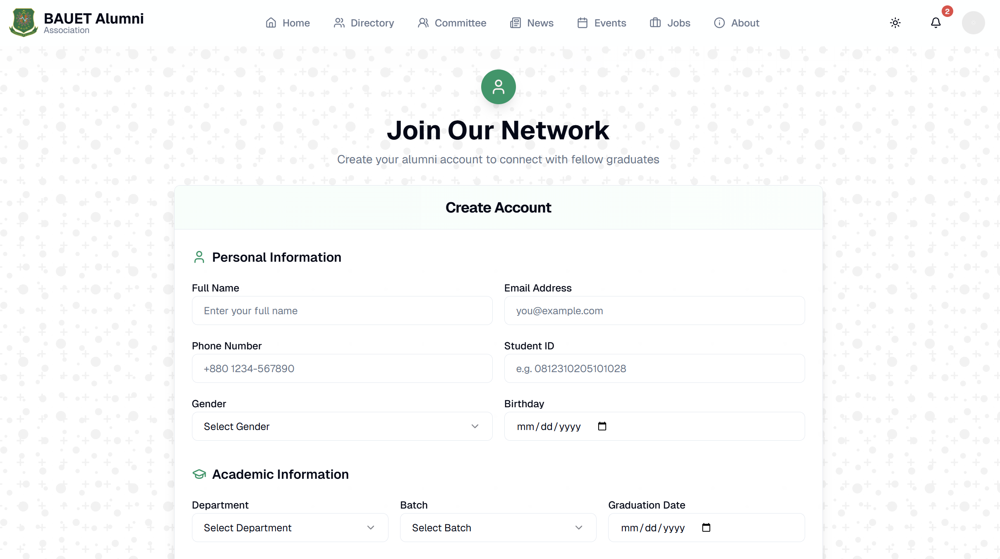 BAUET Alumni
Association
Home
Directory
Committee
News
Events
Jobs
About
2
Join Our Network
Create your alumni account to connect with fellow graduates
Create Account
Personal Information
Full Name
Enter your full name
Email Address
you@example.com
Phone Number
+880 1234-567890
Student ID
e.g. 0812310205101028
Gender
Select Gender
Birthday
mm/dd/yyyy
Academic Information
Department
Select Department
Batch
Select Batch
Graduation Date
mm/dd/yyyy